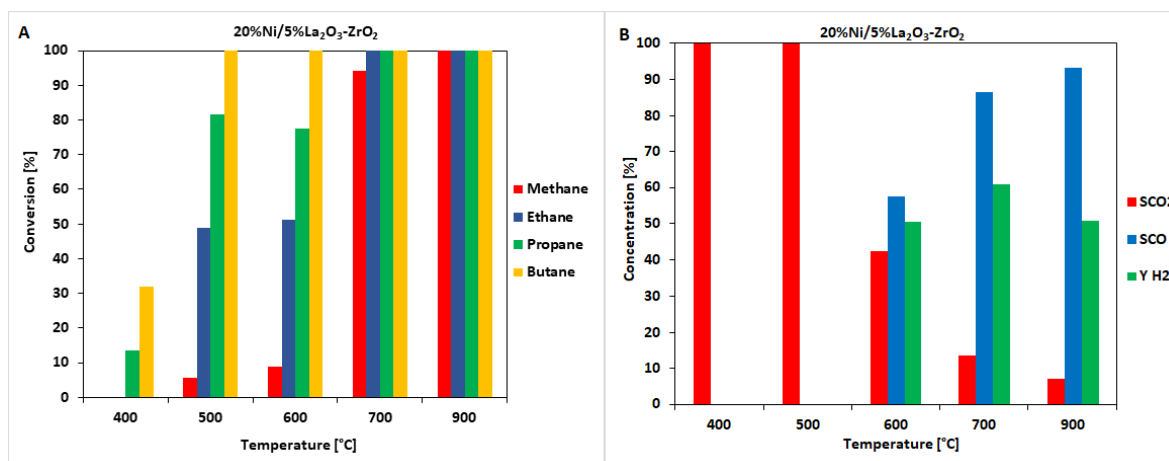 A
20%Ni/5%La₂O₃-ZrO₂
100
90
80
70
60
50
40
30
20
10
0
Conversion [%]
400 500 600 700 900
Temperature [°C]
Methane
Ethane
Propane
Butane
B
20%Ni/5%La₂O₃-ZrO₂
100
90
80
70
60
50
40
30
20
10
0
Concentration [%]
400 500 600 700 900
Temperature [°C]
SCO2
SCO
Y H2